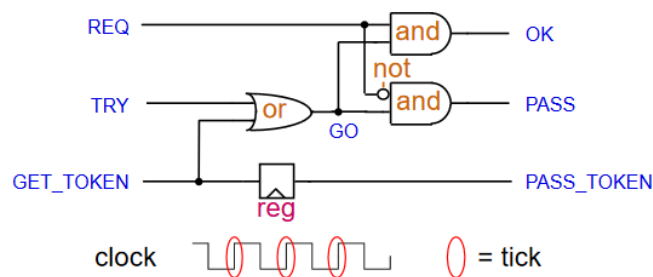 REQ
and
OK
not
TRY
or
and
PASS
GO
GET_TOKEN
PASS_TOKEN
reg
clock
= tick